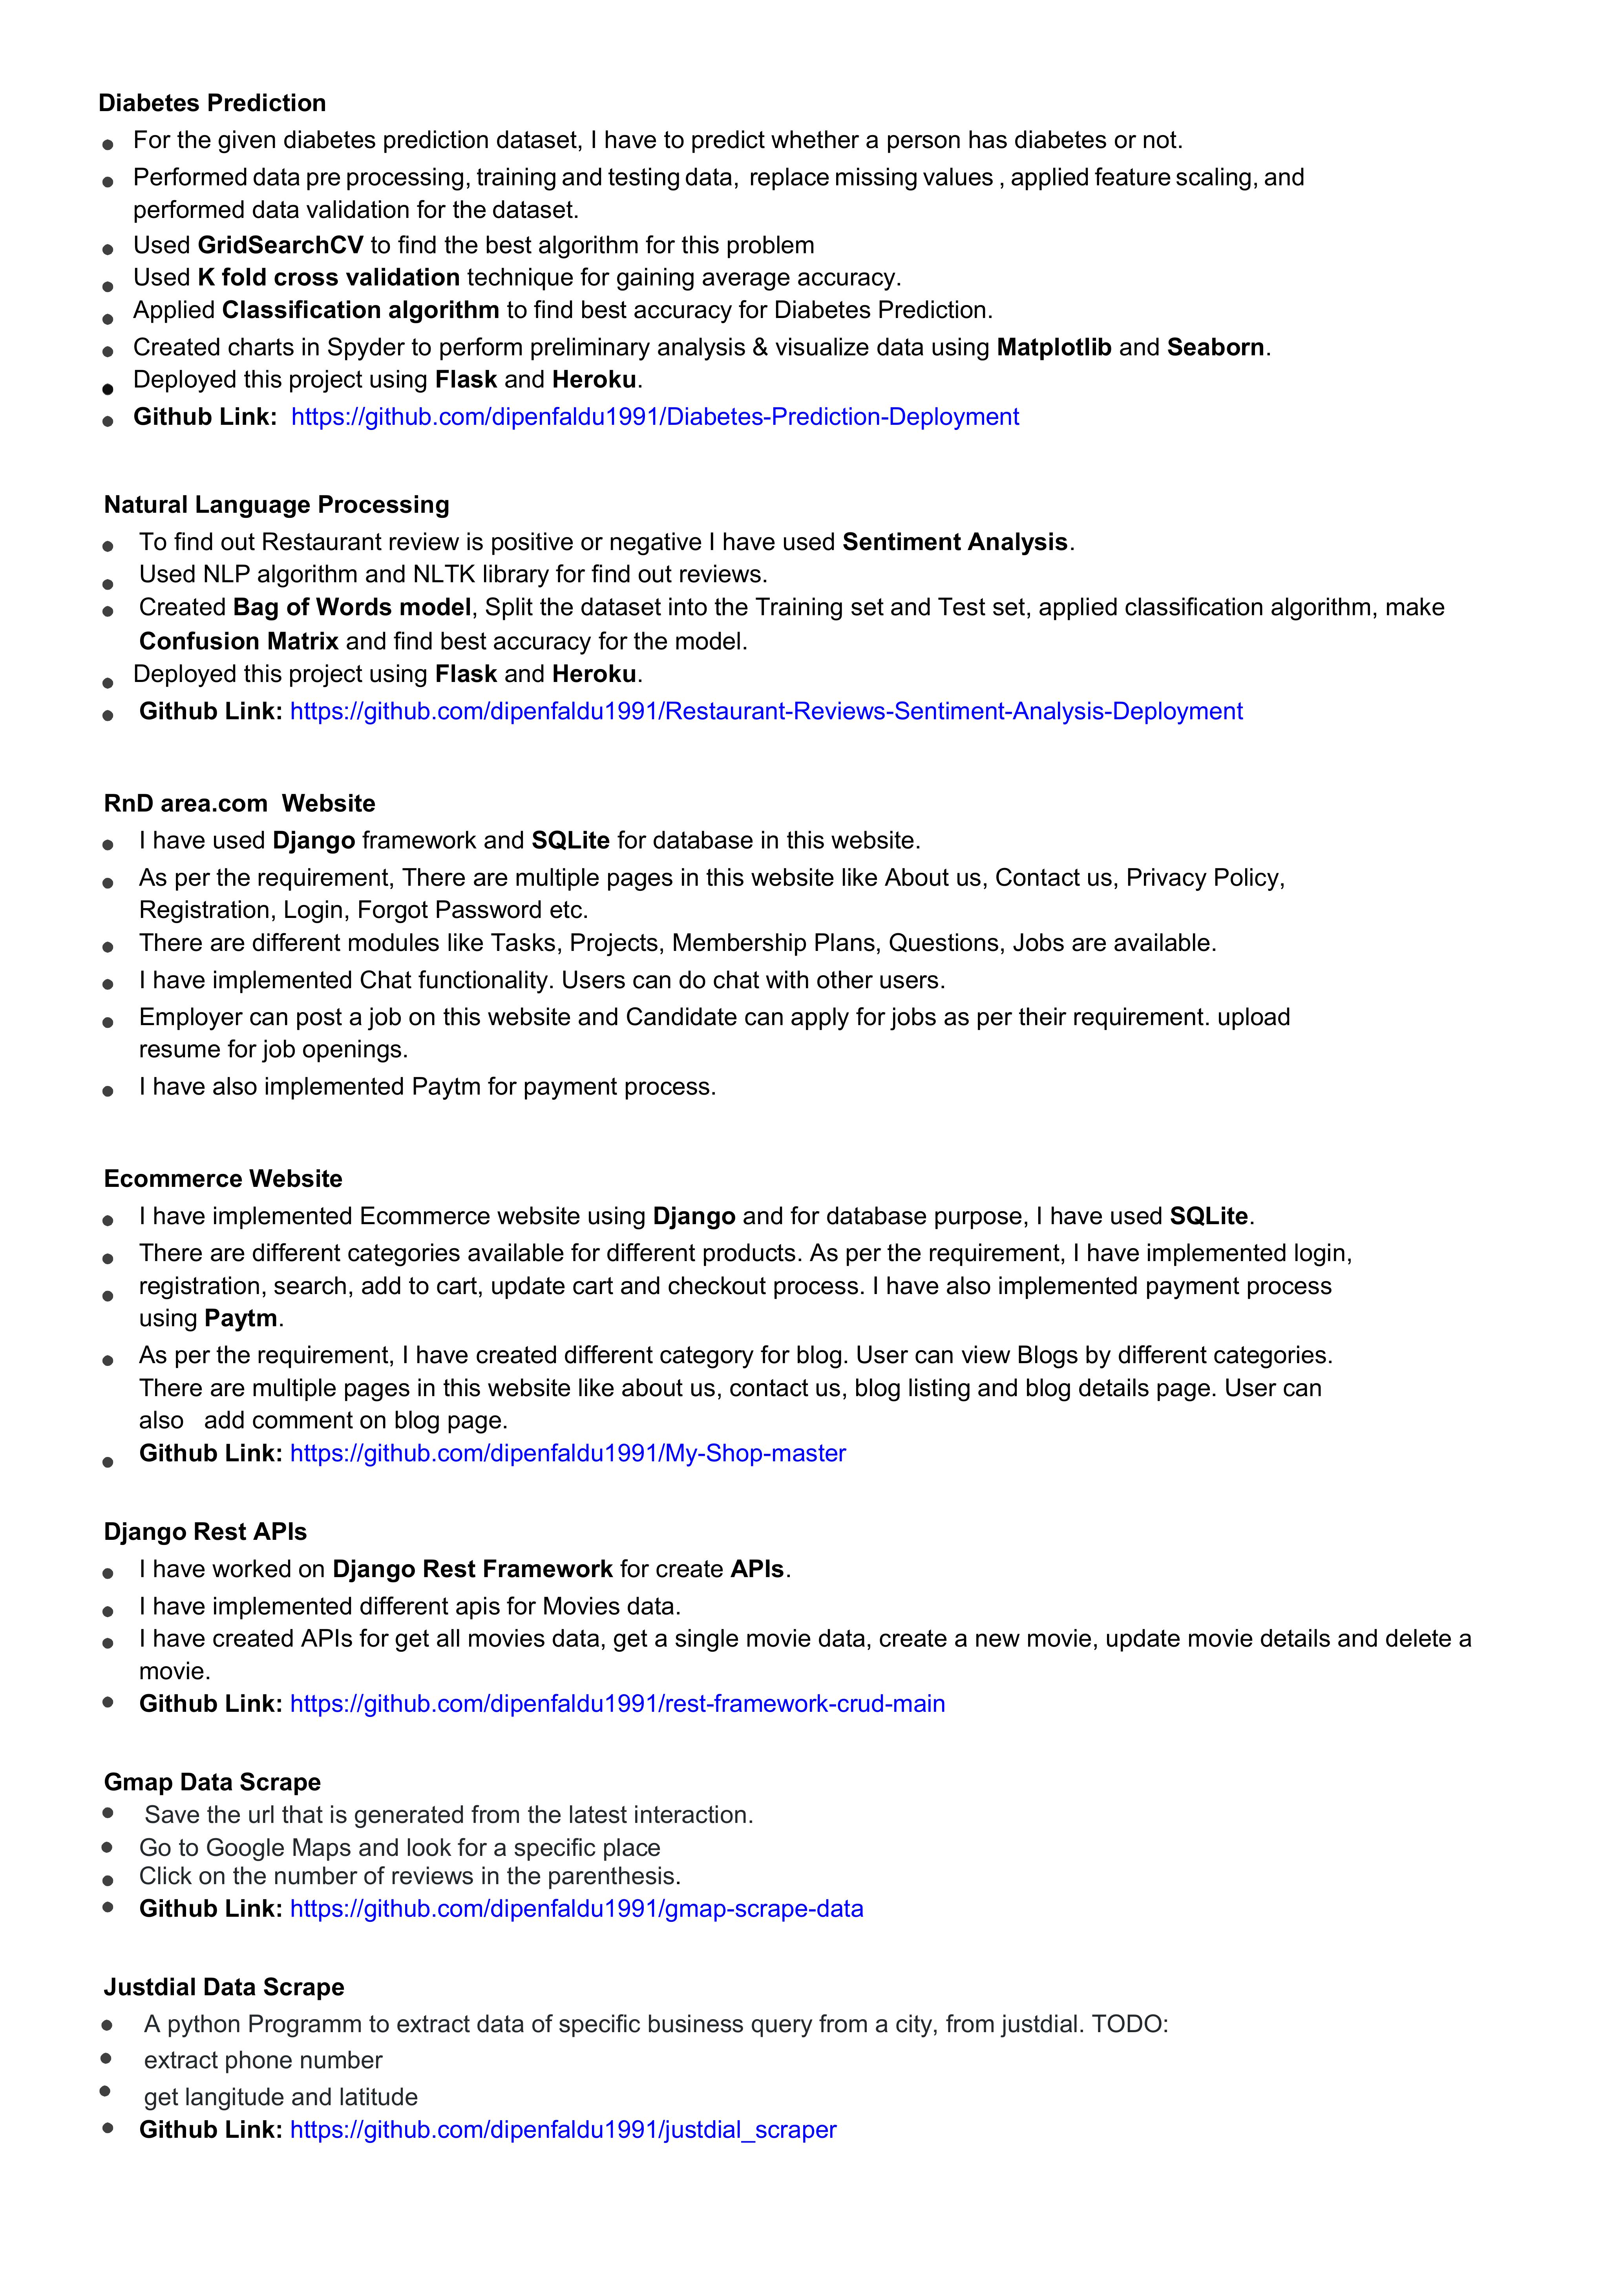 Diabetes Prediction
● For the given diabetes prediction dataset, I have to predict whether a person has diabetes or not.
● Performed data pre processing, training and testing data, replace missing values , applied feature scaling, and
performed data validation for the dataset.
● Used GridSearchCV to find the best algorithm for this problem
● Used K fold cross validation technique for gaining average accuracy.
● Applied Classification algorithm to find best accuracy for Diabetes Prediction.
● Created charts in Spyder to perform preliminary analysis & visualize data using Matplotlib and Seaborn.
● Deployed this project using Flask and Heroku.
● Github Link: https://github.com/dipenfaldu1991/Diabetes-Prediction-Deployment
Natural Language Processing
● To find out Restaurant review is positive or negative I have used Sentiment Analysis.
● Used NLP algorithm and NLTK library for find out reviews.
● Created Bag of Words model, Split the dataset into the Training set and Test set, applied classification algorithm, make
Confusion Matrix and find best accuracy for the model.
● Deployed this project using Flask and Heroku.
● Github Link: https://github.com/dipenfaldu1991/Restaurant-Reviews-Sentiment-Analysis-Deployment
RnD area.com Website
● I have used Django framework and SQLite for database in this website.
● As per the requirement, There are multiple pages in this website like About us, Contact us, Privacy Policy,
Registration, Login, Forgot Password etc.
● There are different modules like Tasks, Projects, Membership Plans, Questions, Jobs are available.
● I have implemented Chat functionality. Users can do chat with other users.
● Employer can post a job on this website and Candidate can apply for jobs as per their requirement. upload
resume for job openings.
● I have also implemented Paytm for payment process.
Ecommerce Website
● I have implemented Ecommerce website using Django and for database purpose, I have used SQLite.
● There are different categories available for different products. As per the requirement, I have implemented login,
● registration, search, add to cart, update cart and checkout process. I have also implemented payment process
using Paytm.
● As per the requirement, I have created different category for blog. User can view Blogs by different categories.
There are multiple pages in this website like about us, contact us, blog listing and blog details page. User can
also add comment on blog page.
● Github Link: https://github.com/dipenfaldu1991/My-Shop-master
Django Rest APIs
● I have worked on Django Rest Framework for create APIs.
● I have implemented different apis for Movies data.
● I have created APIs for get all movies data, get a single movie data, create a new movie, update movie details and delete a
movie.
● Github Link: https://github.com/dipenfaldu1991/rest-framework-crud-main
Gmap Data Scrape
● Save the url that is generated from the latest interaction.
● Go to Google Maps and look for a specific place
● Click on the number of reviews in the parenthesis.
● Github Link: https://github.com/dipenfaldu1991/gmap-scrape-data
Justdial Data Scrape
● A python Programm to extract data of specific business query from a city, from justdial. TODO:
● extract phone number
● get langitude and latitude
● Github Link: https://github.com/dipenfaldu1991/justdial_scraper